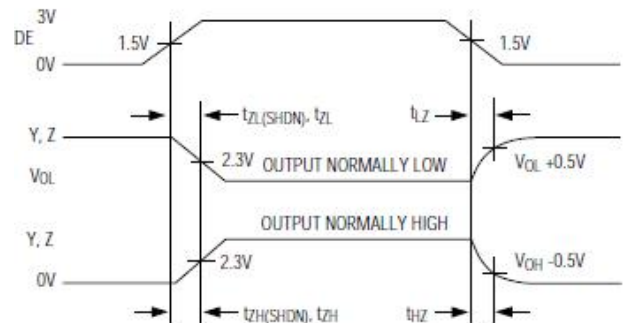 3V
DE
1.5V
1.5V
0V
tZL(SHDN), tZL
tLZ
Y, Z
2.3V
OUTPUT NORMALLY LOW
VOL +0.5V
VOL
OUTPUT NORMALLY HIGH
Y, Z
2.3V
VOH -0.5V
0V
tZH(SHDN), tZH
tHZ